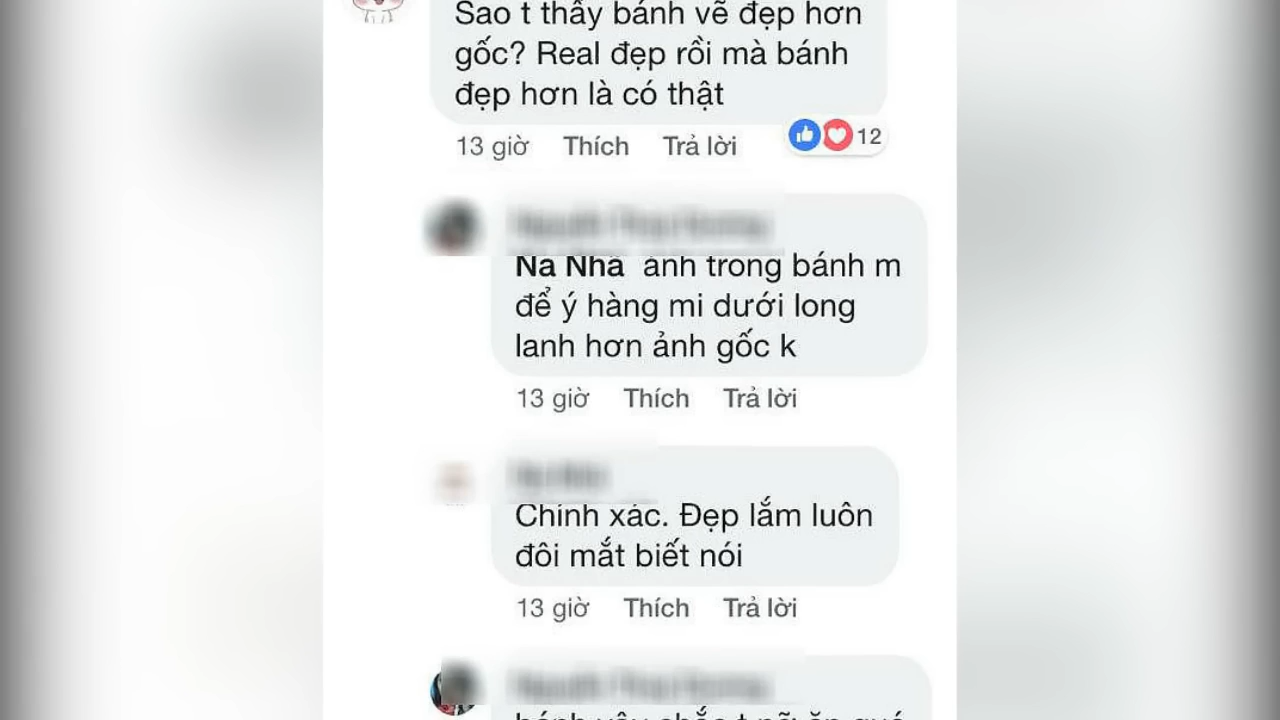 Sao t thấy bánh vẽ đẹp hơn
gốc? Real đẹp rồi mà bánh
đẹp hơn là có thật
13 giờ Thích Trả lời 12
Na Nhã ảnh trong bánh m
để ý hàng mi dưới long
lanh hơn ảnh gốc k
13 giờ Thích Trả lời
Chính xác. Đẹp lắm luôn
đôi mắt biết nói
13 giờ Thích Trả lời